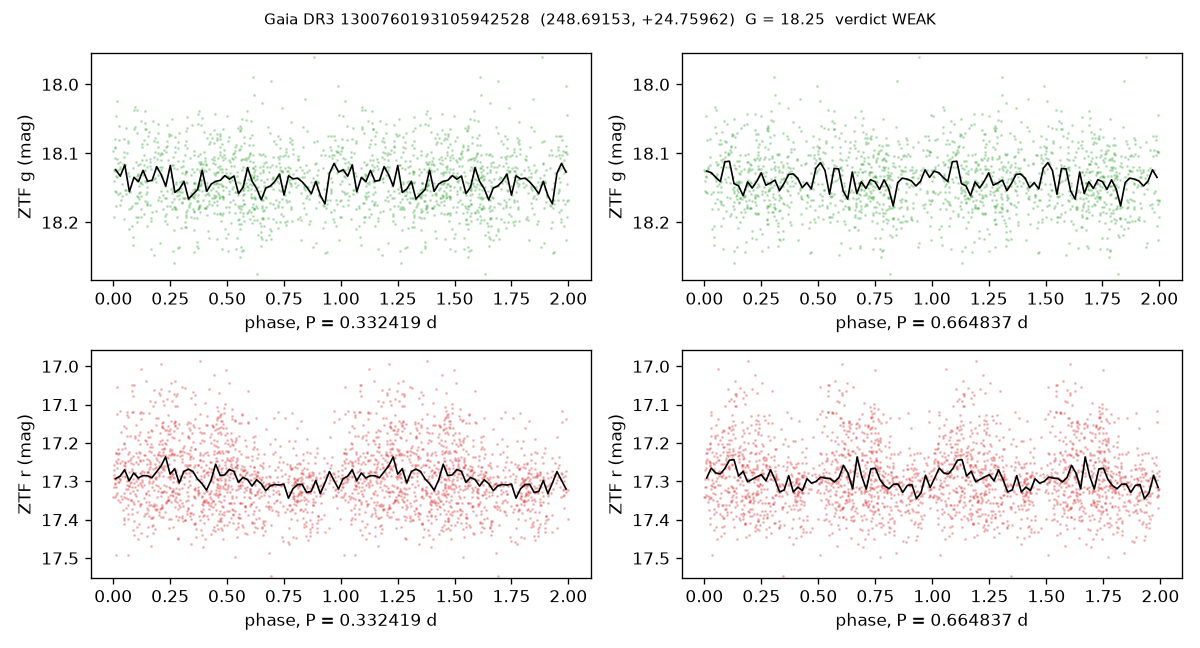 Gaia DR3 1300760193105942528  (248.69153, +24.75962)  G = 18.25  verdict WEAK
ZTF g (mag)
18.0
18.1
18.2
0.00 0.25 0.50 0.75 1.00 1.25 1.50 1.75 2.00
phase, P = 0.332419 d
ZTF g (mag)
18.0
18.1
18.2
0.00 0.25 0.50 0.75 1.00 1.25 1.50 1.75 2.00
phase, P = 0.664837 d
ZTF r (mag)
17.0
17.1
17.2
17.3
17.4
17.5
0.00 0.25 0.50 0.75 1.00 1.25 1.50 1.75 2.00
phase, P = 0.332419 d
ZTF r (mag)
17.0
17.1
17.2
17.3
17.4
17.5
0.00 0.25 0.50 0.75 1.00 1.25 1.50 1.75 2.00
phase, P = 0.664837 d